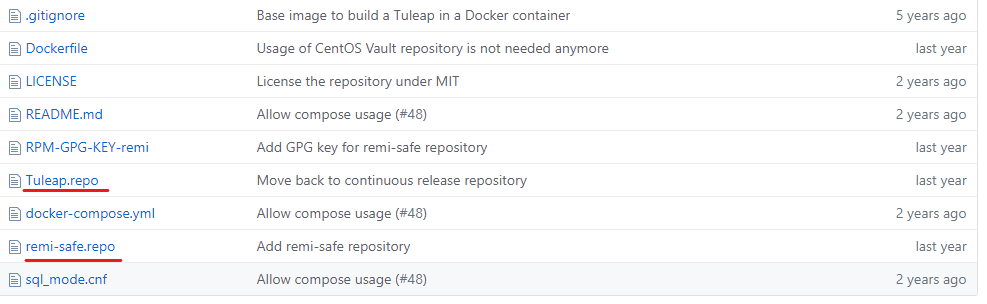 .gitignore Base image to build a Tuleap in a Docker container 5 years ago
Dockerfile Usage of CentOS Vault repository is not needed anymore last year
LICENSE License the repository under MIT 2 years ago
README.md Allow compose usage (#48) 2 years ago
RPM-GPG-KEY-remi Add GPG key for remi-safe repository last year
Tuleap.repo Move back to continuous release repository last year
docker-compose.yml Allow compose usage (#48) 2 years ago
remi-safe.repo Add remi-safe repository last year
sql_mode.cnf Allow compose usage (#48) 2 years ago